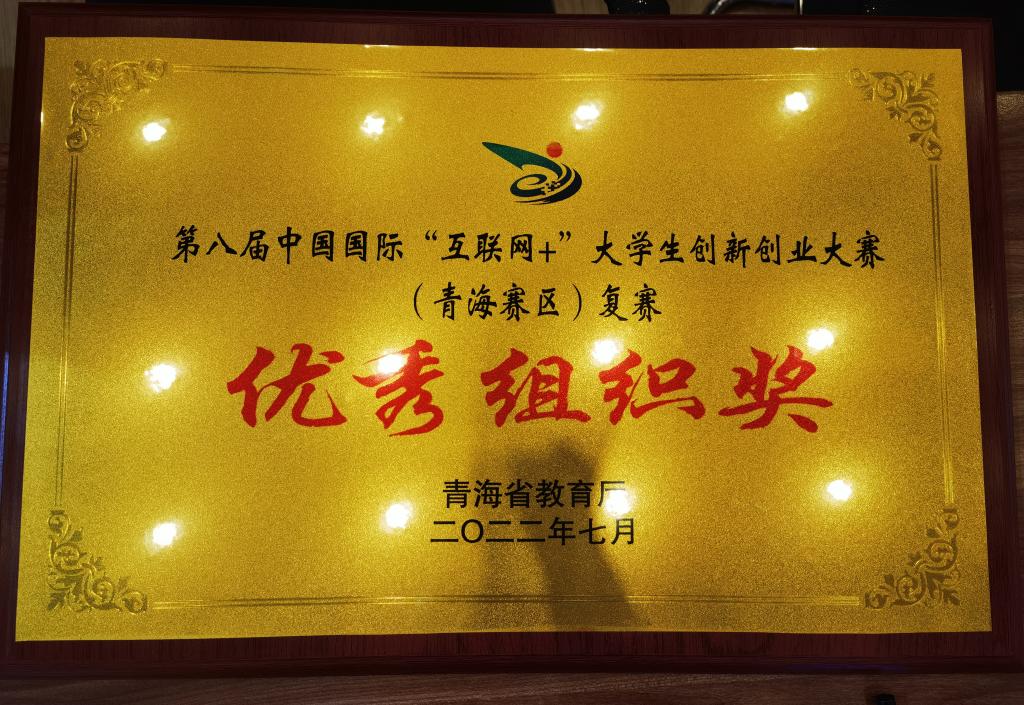 第八届中国国际“互联网+”大学生创新创业大赛
（青海赛区）复赛
优秀组织奖
青海省教育厅
二〇二二年七月